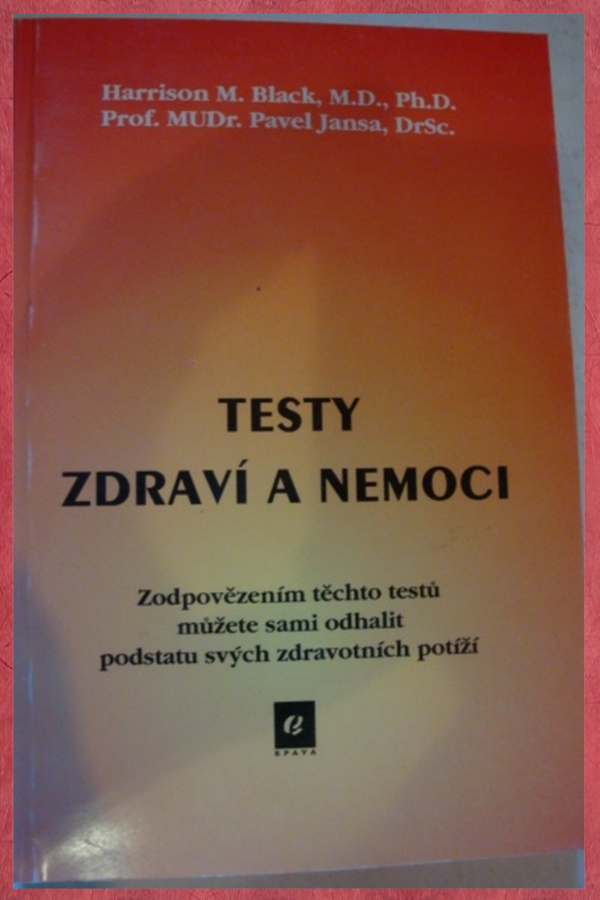 Harrison M. Black, M.D., Ph.D.
Prof. MUDr. Pavel Jansa, DrSc.
TESTY
ZDRAVÍ A NEMOCI
Zodpovězením těchto testů
můžete sami odhalit
podstatu svých zdravotních potíží
e
EPAVA